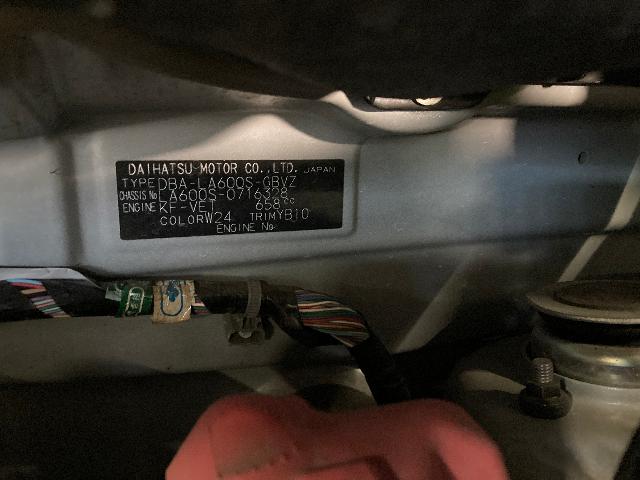 DAIHATSU MOTOR CO.,LTD. JAPAN
TYPE DBA-LA600S-GBVZ
CHASSIS No LA600S-0716328
ENGINE KF-VET 658cc
COLOR W24 TRIM YB10
ENGINE No.